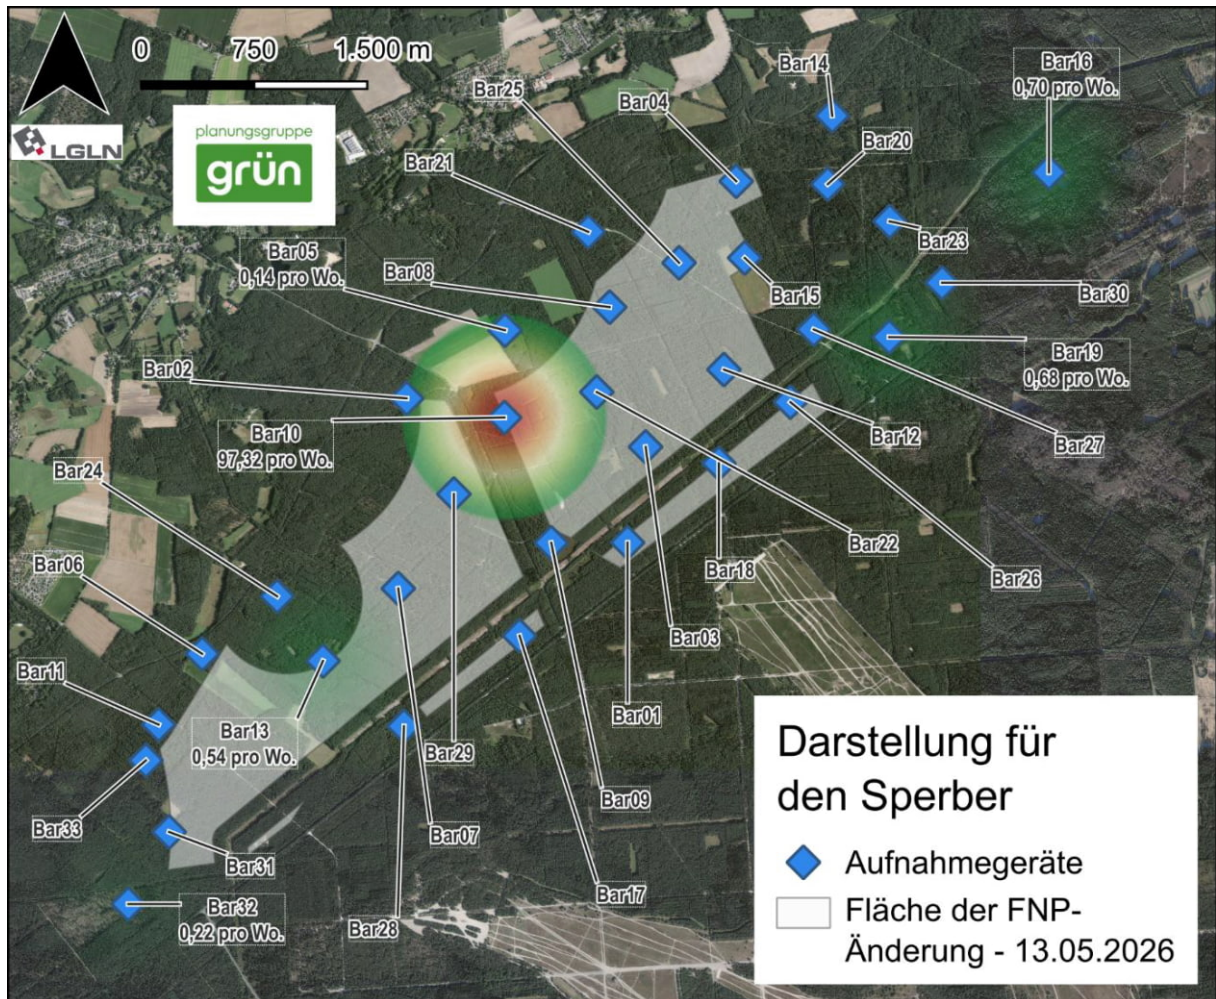 0 750 1.500 m
LGLN
planungsgruppe
grün
Bar14
Bar16
0,70 pro Wo.
Bar25
Bar04
Bar20
Bar21
Bar23
Bar05
0,14 pro Wo.
Bar08
Bar15
Bar30
Bar02
Bar19
0,68 pro Wo.
Bar10
97,32 pro Wo.
Bar12
Bar27
Bar24
Bar22
Bar06
Bar18
Bar26
Bar03
Bar11
Bar13
0,54 pro Wo.
Bar01
Bar29
Bar09
Bar33
Bar07
Bar31
Bar17
Bar32
0,22 pro Wo.
Bar28
Darstellung für
den Sperber
Aufnahmegeräte
Fläche der FNP-
Änderung - 13.05.2026